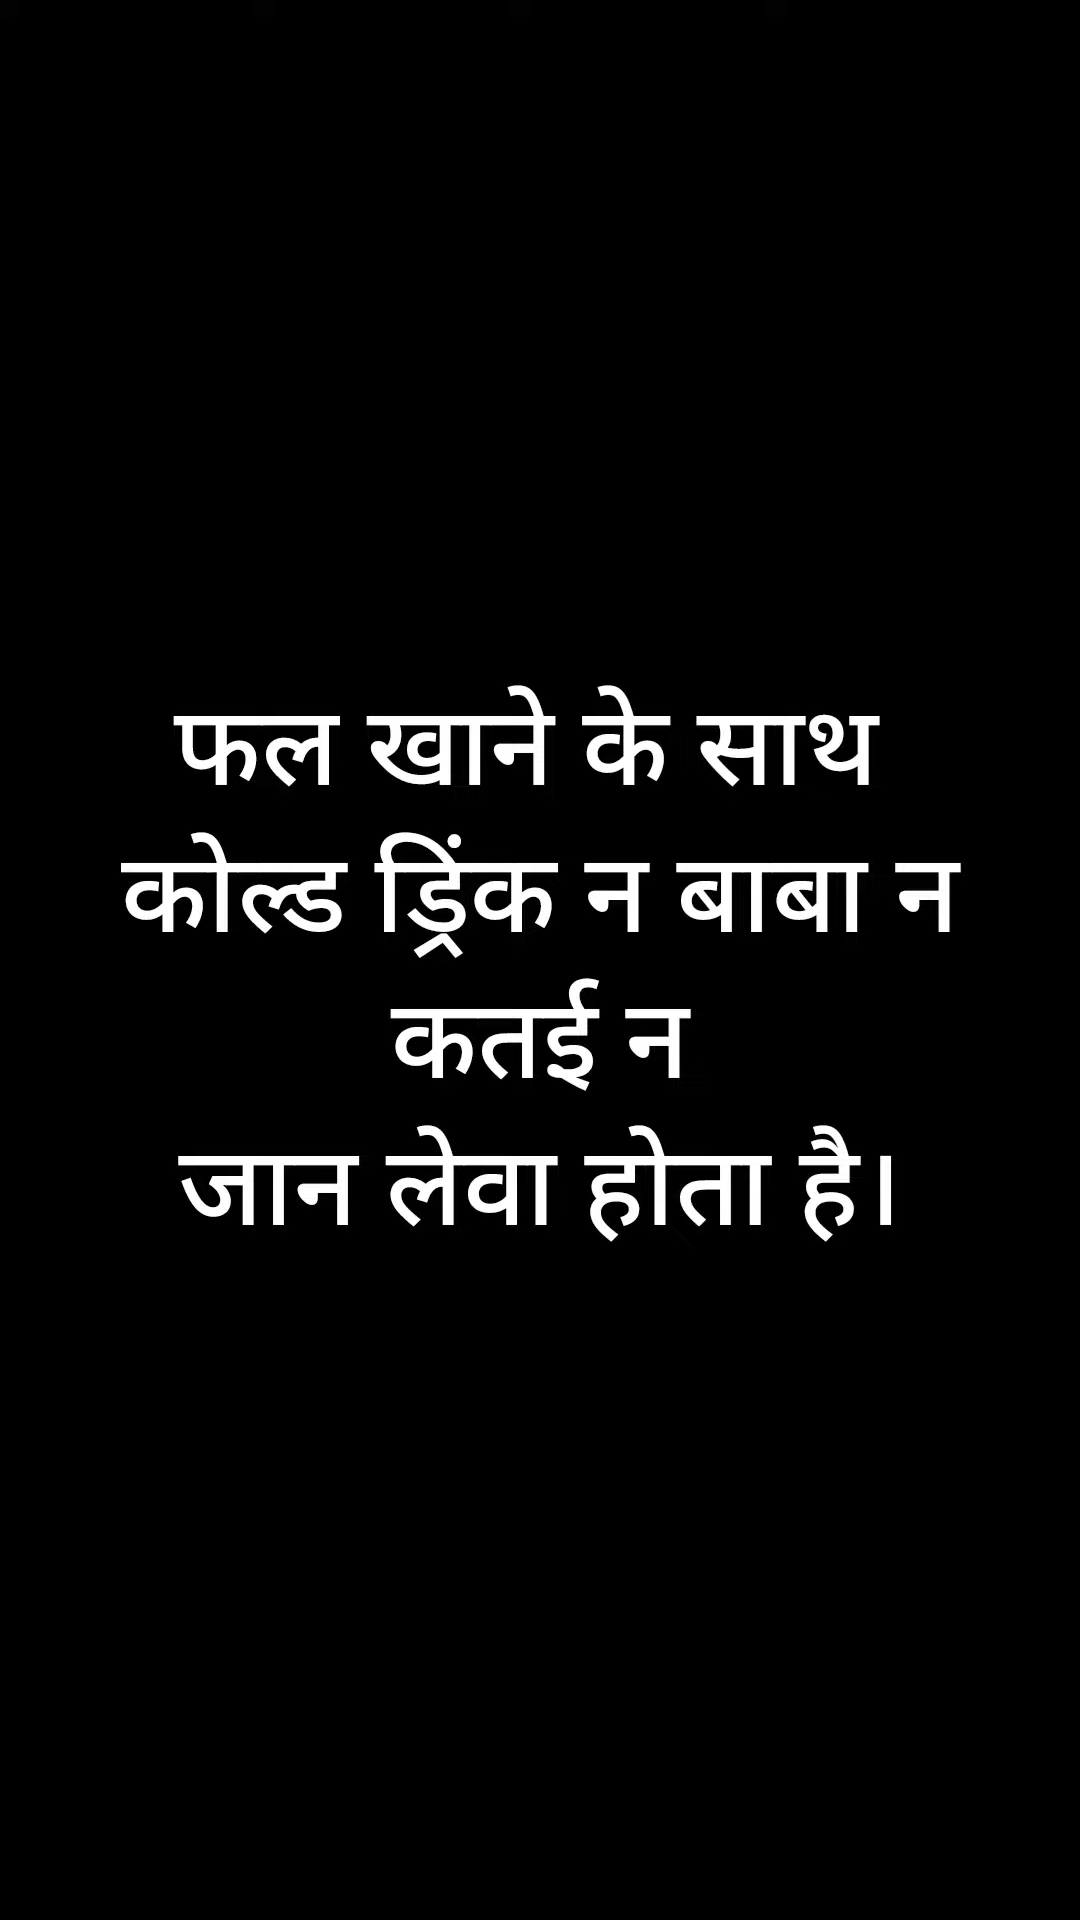 फल खाने के साथ
कोल्ड ड्रिंक न बाबा न
कतई न
जान लेवा होता है।